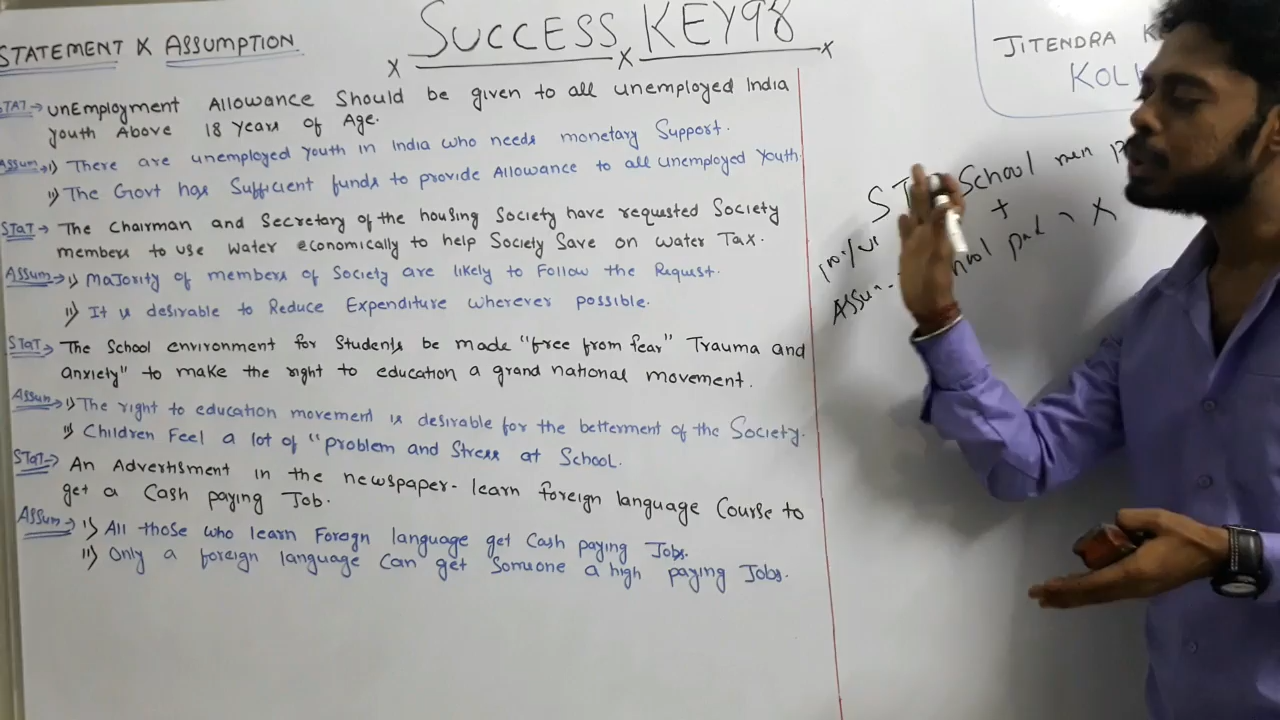 STATEMENT X ASSUMPTION
SUCCESS KEY98
x x x
STAT→ UnEmployment Allowance Should be given to all unemployed India
youth Above 18 Years of Age.
Assum→ i) There are unemployed Youth in India who needs monetary Support.
ii) The Govt has Sufficient funds to provide Allowance to all Unemployed Youth.
STaT→ The Chairman and Secretary of the housing Society have requested Society
members to use water economically to help Society Save on water Tax.
Assum→ i) Majority of members of Society are likely to Follow the Request.
ii) It is desirable to Reduce Expenditure wherever possible.
STaT→ The School environment for Students be made "free from fear" Trauma and
anxiety" to make the right to education a grand national movement.
Assum→ i) The right to education movement is desirable for the betterment of the Society.
ii) Children Feel a lot of "problem and Stress at School.
STaT→ An Advertisment in the newspaper- learn foreign language Course to
get a Cash paying Job.
Assum→ i) All those who learn Foreign language get Cash paying Jobs.
ii) Only a foreign language Can get Someone a high paying Jobs.
JITENDRA K
KOL
ST School
+
100%
Assum- X